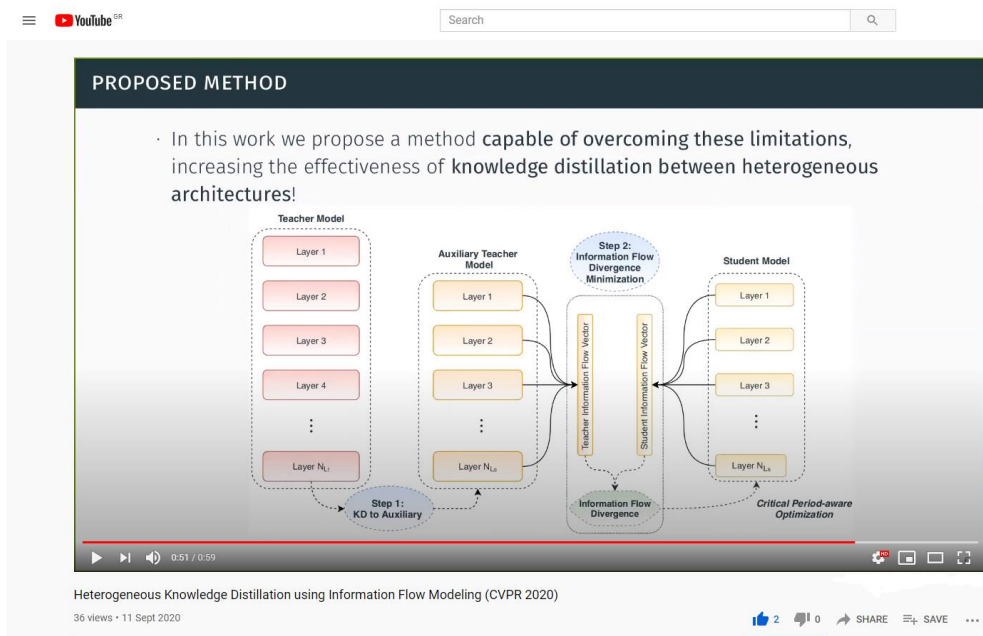 YouTube GR
Search
PROPOSED METHOD
· In this work we propose a method capable of overcoming these limitations,
increasing the effectiveness of knowledge distillation between heterogeneous
architectures!
Teacher Model
Layer 1
Layer 2
Layer 3
Layer 4
Layer N_Lt
Step 1:
KD to Auxiliary
Auxiliary Teacher
Model
Layer 1
Layer 2
Layer 3
Layer N_Ls
Step 2:
Information Flow
Divergence
Minimization
Teacher Information Flow Vector
Student Information Flow Vector
Information Flow
Divergence
Student Model
Layer 1
Layer 2
Layer 3
Layer N_Ls
Critical Period-aware
Optimization
0:51 / 0:59
HD
Heterogeneous Knowledge Distillation using Information Flow Modeling (CVPR 2020)
36 views • 11 Sept 2020
2
0
SHARE
SAVE